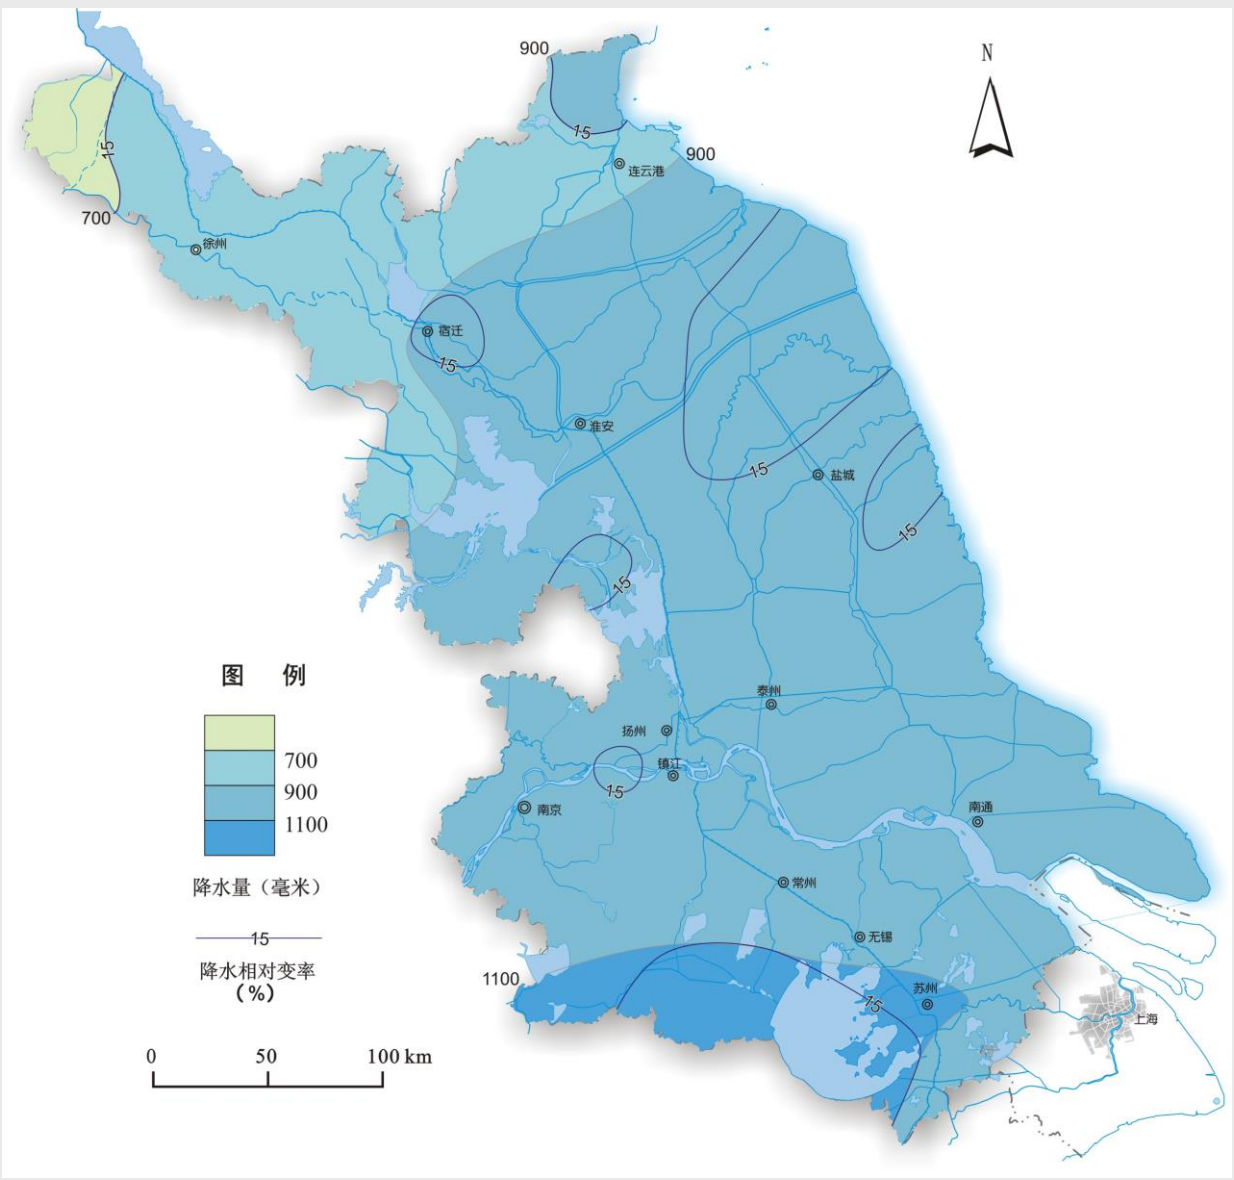 900
N
15
连云港
900
15
700
徐州
宿迁
15
淮安
15
盐城
15
15
图 例
700
900
1100
降水量（毫米）
15
降水相对变率
（%）
泰州
扬州
镇江
15
南京
南通
常州
无锡
1100
苏州
15
上海
0 50 100 km